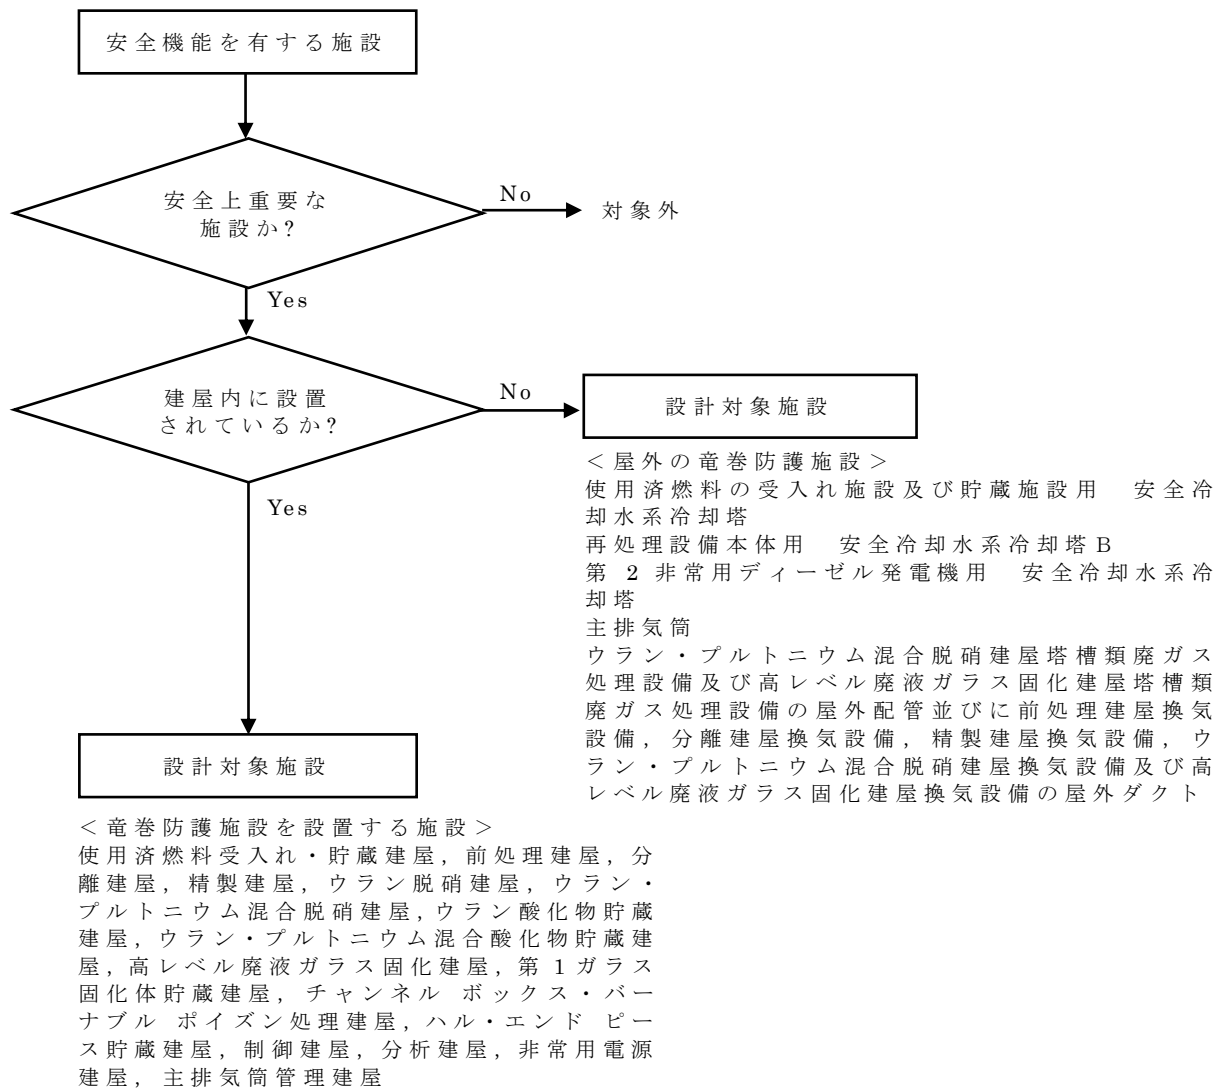 安全機能を有する施設
安全上重要な
施設か?
No
対象外
Yes
建屋内に設置
されているか?
No
設計対象施設
<屋外の竜巻防護施設>
使用済燃料の受入れ施設及び貯蔵施設用　安全冷
却水系冷却塔
再処理設備本体用　安全冷却水系冷却塔B
第2非常用ディーゼル発電機用　安全冷却水系冷
却塔
主排気筒
ウラン・プルトニウム混合脱硝建屋塔槽類廃ガス
処理設備及び高レベル廃液ガラス固化建屋塔槽類
廃ガス処理設備の屋外配管並びに前処理建屋換気
設備,分離建屋換気設備,精製建屋換気設備,ウ
ラン・プルトニウム混合脱硝建屋換気設備及び高
レベル廃液ガラス固化建屋換気設備の屋外ダクト
Yes
設計対象施設
<竜巻防護施設を設置する施設>
使用済燃料受入れ・貯蔵建屋,前処理建屋,分
離建屋,精製建屋,ウラン脱硝建屋,ウラン・
プルトニウム混合脱硝建屋,ウラン酸化物貯蔵
建屋,ウラン・プルトニウム混合酸化物貯蔵建
屋,高レベル廃液ガラス固化建屋,第1ガラス
固化体貯蔵建屋,チャンネル ボックス・バー
ナブル ポイズン処理建屋,ハル・エンド ピー
ス貯蔵建屋,制御建屋,分析建屋,非常用電源
建屋,主排気筒管理建屋